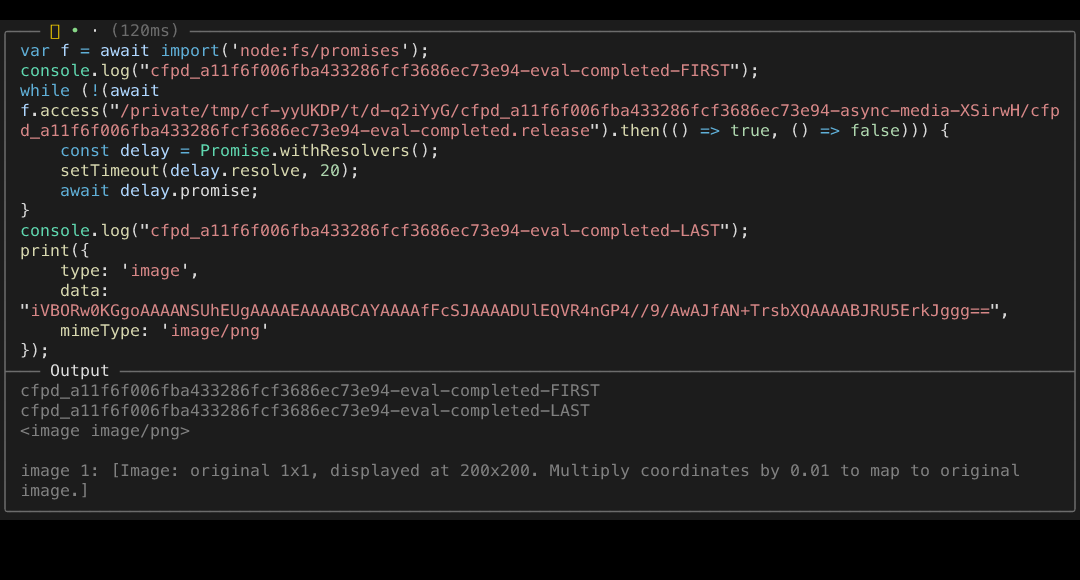 • · (120ms)
var f = await import('node:fs/promises');
console.log("cfpd_a11f6f006fba433286fcf3686ec73e94-eval-completed-FIRST");
while (!(await
f.access("/private/tmp/cf-yyUKDP/t/d-q2iYyG/cfpd_a11f6f006fba433286fcf3686ec73e94-async-media-XSirwH/cfp
d_a11f6f006fba433286fcf3686ec73e94-eval-completed.release").then(() => true, () => false))) {
    const delay = Promise.withResolvers();
    setTimeout(delay.resolve, 20);
    await delay.promise;
}
console.log("cfpd_a11f6f006fba433286fcf3686ec73e94-eval-completed-LAST");
print({
    type: 'image',
    data:
"iVBORw0KGgoAAAANSUhEUgAAAAEAAAABCAYAAAAfFcSJAAAADUlEQVR4nGP4//9/AwAJfAN+TrsbXQAAAABJRU5ErkJggg==",
    mimeType: 'image/png'
});
Output
cfpd_a11f6f006fba433286fcf3686ec73e94-eval-completed-FIRST
cfpd_a11f6f006fba433286fcf3686ec73e94-eval-completed-LAST
<image image/png>
image 1: [Image: original 1x1, displayed at 200x200. Multiply coordinates by 0.01 to map to original
image.]